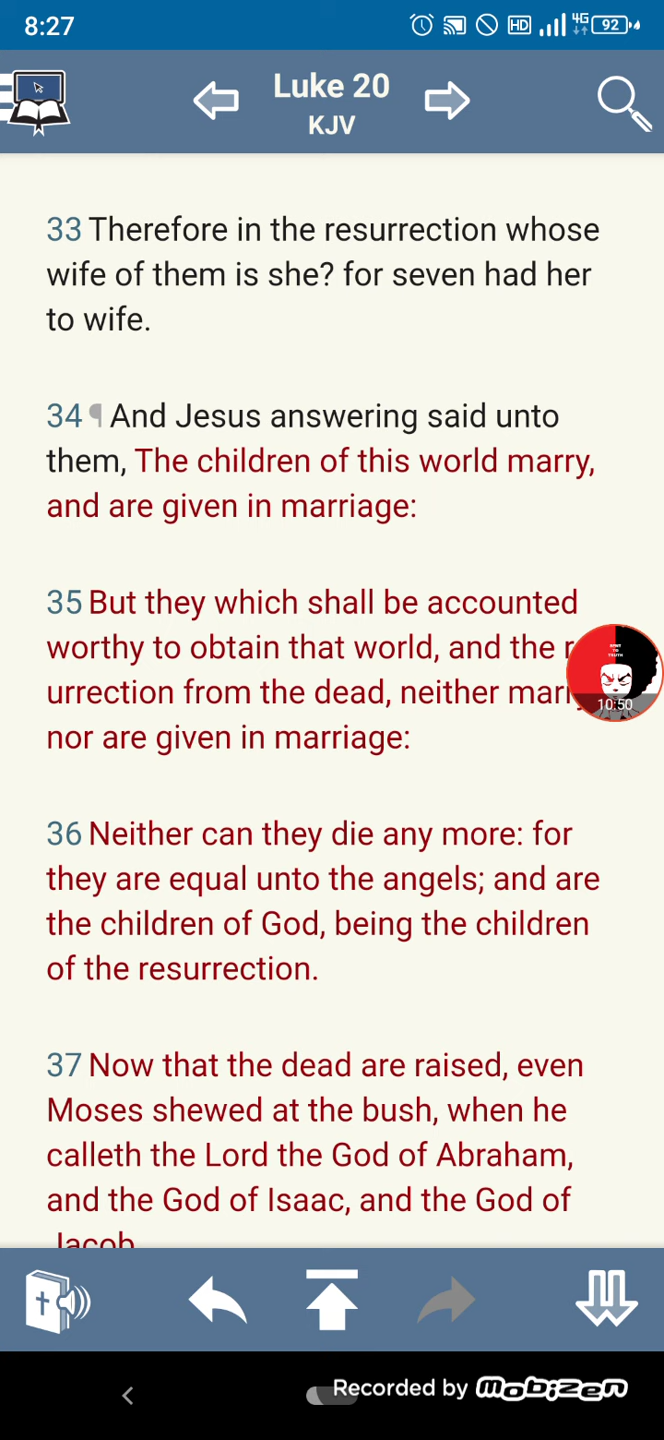 8:27
HD 4G 92
Luke 20
KJV
33 Therefore in the resurrection whose
wife of them is she? for seven had her
to wife.
34 ¶ And Jesus answering said unto
them, The children of this world marry,
and are given in marriage:
35 But they which shall be accounted
worthy to obtain that world, and the r
urrection from the dead, neither marry
10:50
nor are given in marriage:
36 Neither can they die any more: for
they are equal unto the angels; and are
the children of God, being the children
of the resurrection.
37 Now that the dead are raised, even
Moses shewed at the bush, when he
calleth the Lord the God of Abraham,
and the God of Isaac, and the God of
Jacob.
Recorded by mobizen